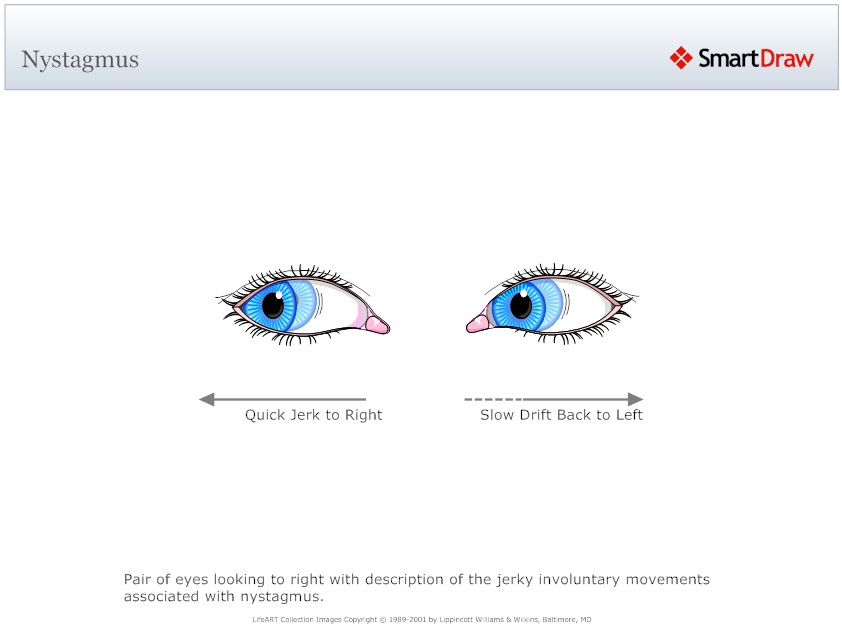 Nystagmus
SmartDraw
Quick Jerk to Right
Slow Drift Back to Left
Pair of eyes looking to right with description of the jerky involuntary movements
associated with nystagmus.
LifeART Collection Images Copyright © 1989-2001 by Lippincott Williams & Wilkins, Baltimore, MD